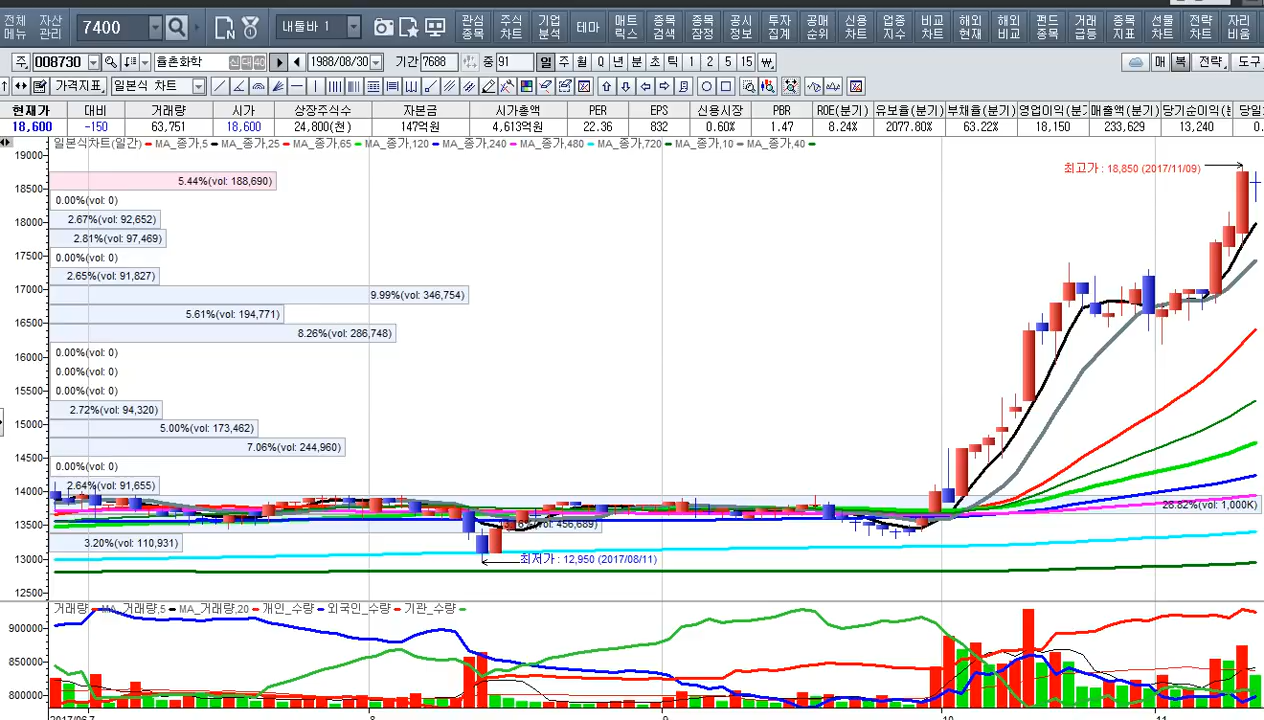 전체 자산 7400 내툴바 1 관심 주식 기업 테마 매트 종목 종목 공시 투자 공매 신용 업종 비교 해외 해외 펀드 거래 종목 선물 전략 자리
메뉴 관리 종목 차트 분석 릭스 검색 잠정 정보 집계 순위 차트 지수 차트 현재 비교 종목 급등 지표 차트 차트 비움
주 008730 율촌화학 신 대 40 1988/08/30 기간 7688 중 91 일 주 월 Q 년 분 초 틱 1 2 5 15 ₩ 매 복 전략 도구
가격지표 일본식 차트
현재가 대비 거래량 시가 상장주식수 자본금 시가총액 PER EPS 신용시장 PBR ROE(분기) 유보율(분기) 부채율(분기) 영업이익(분기 매출액(분기) 당기순이익(분 당일
18,600 -150 63,751 18,600 24,800(천) 147억원 4,613억원 22.36 832 0.60% 1.47 8.24% 2077.80% 63.22% 18,150 233,629 13,240 0.
일본식차트(일간) MA_종가,5 MA_종가,25 MA_종가,65 MA_종가,120 MA_종가,240 MA_종가,480 MA_종가,720 MA_종가,10 MA_종가,40
19000
최고가 : 18,850 (2017/11/09)
5.44%(vol: 188,690)
18500
0.00%(vol: 0)
2.67%(vol: 92,652)
18000
2.81%(vol: 97,469)
0.00%(vol: 0)
17500
2.65%(vol: 91,827)
17000
9.99%(vol: 346,754)
5.61%(vol: 194,771)
16500
8.26%(vol: 286,748)
0.00%(vol: 0)
16000
0.00%(vol: 0)
0.00%(vol: 0)
15500
2.72%(vol: 94,320)
15000
5.00%(vol: 173,462)
7.06%(vol: 244,960)
14500
0.00%(vol: 0)
2.64%(vol: 91,655)
14000
28.82%(vol: 1,000K)
13500
(vol: 456,689)
3.20%(vol: 110,931)
13000
최저가 : 12,950 (2017/08/11)
12500
거래량 MA_거래량,5 MA_거래량,20 개인_수량 외국인_수량 기관_수량
900000
850000
800000
2017/06 7 8 9 10 11